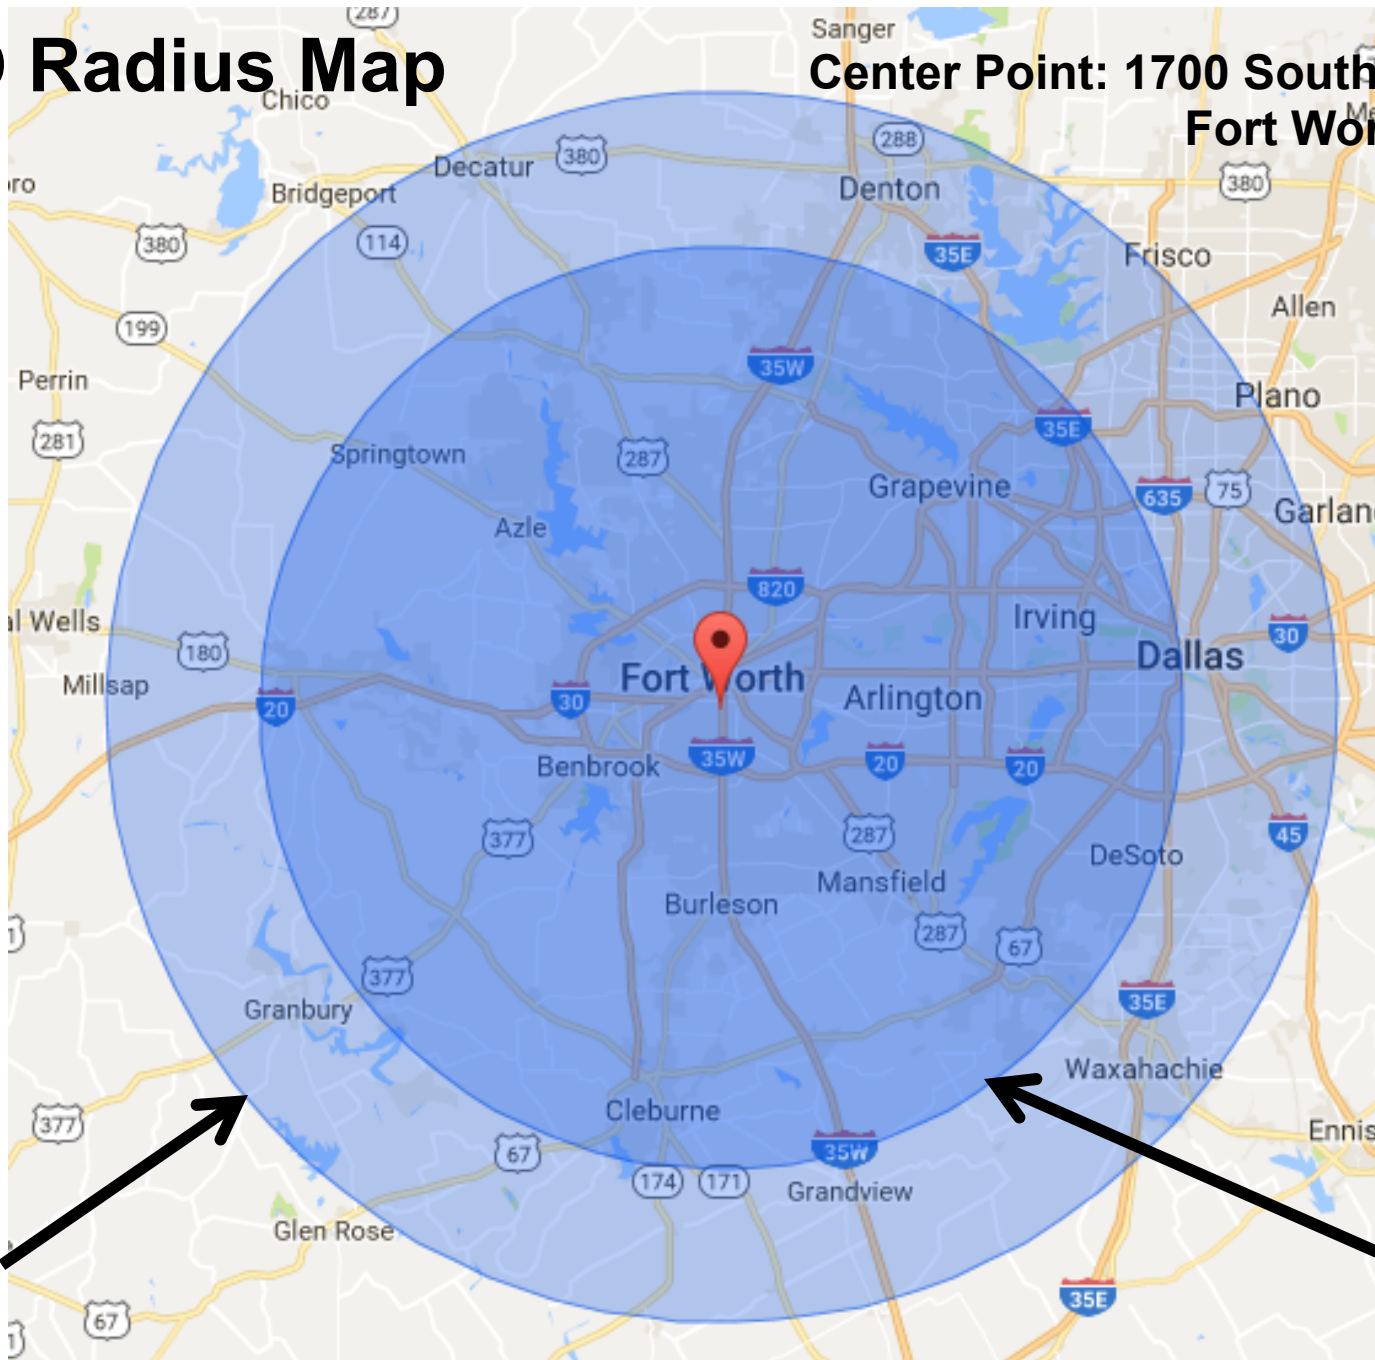 287
Sanger
Radius Map
Center Point: 1700 South
Chico
Fort Wor
288
Decatur
380
Bridgeport
Denton
380
114
380
35E
Frisco
Allen
199
35W
Perrin
Plano
281
35E
Springtown
287
Grapevine
635
75
Garlan
Azle
820
Irving
al Wells
30
180
Dallas
Fort Worth
Millsap
Arlington
30
20
35W
Benbrook
20
20
377
287
45
DeSoto
Mansfield
Burleson
287
67
377
35E
Granbury
Waxahachie
Cleburne
377
Ennis
67
35W
174
171
Grandview
Glen Rose
35E
67